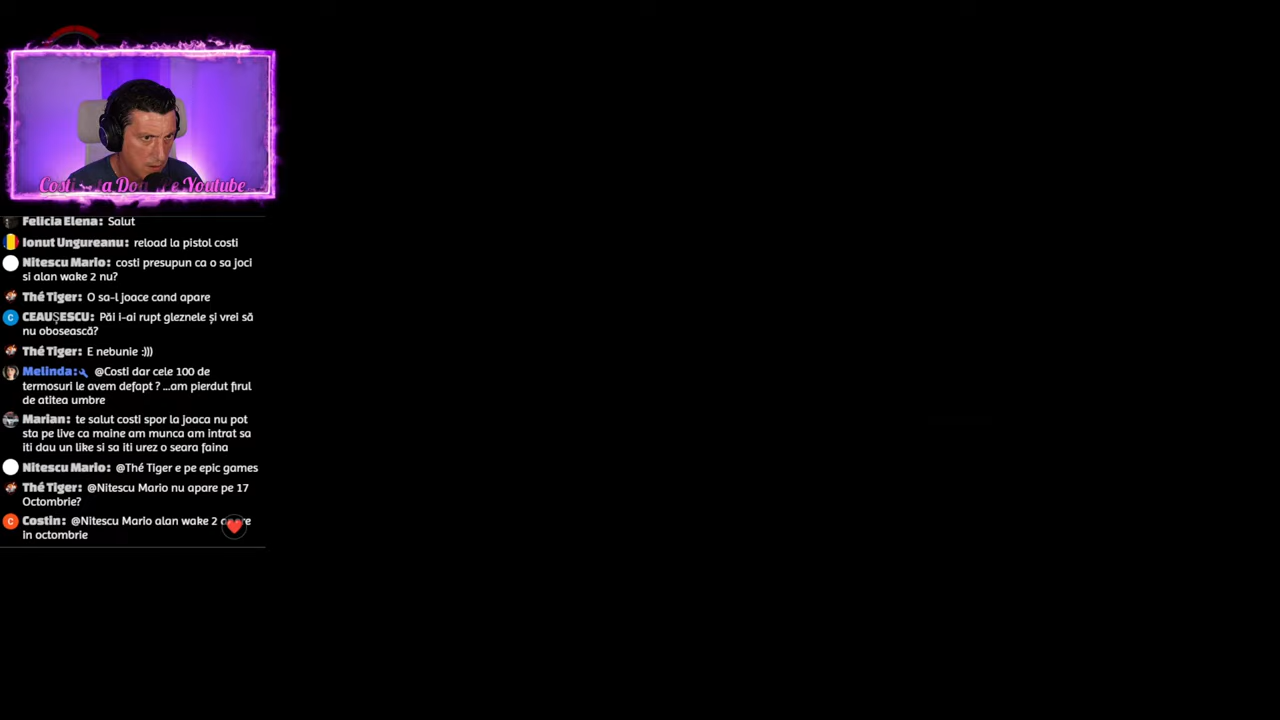 Felicia Elena: Salut
Ionut Ungureanu: reload la pistol costi
Nitescu Mario: costi presupun ca o sa joci
si alan wake 2 nu?
Thé Tiger: O sa-l joace cand apare
CEAUȘESCU: Păi i-ai rupt gleznele și vrei să
nu obosească?
Thé Tiger: E nebunie :)))
Melinda: @Costi dar cele 100 de
termosuri le avem defapt ? ...am pierdut firul
de atitea umbre
Marian: te salut costi spor la joaca nu pot
sta pe live ca maine am munca am intrat sa
iti dau un like si sa iti urez o seara faina
Nitescu Mario: @Thé Tiger e pe epic games
Thé Tiger: @Nitescu Mario nu apare pe 17
Octombrie?
C Costin: @Nitescu Mario alan wake 2
in octombrie